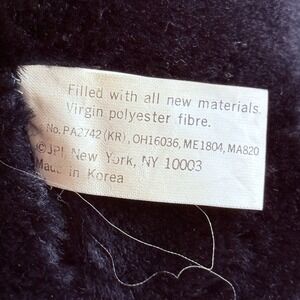 Filled with all new materials.
Virgin polyester fibre.
No. PA2742 (KR), OH16036, ME1804, MA820
©JPI New York, NY 10003
Made in Korea